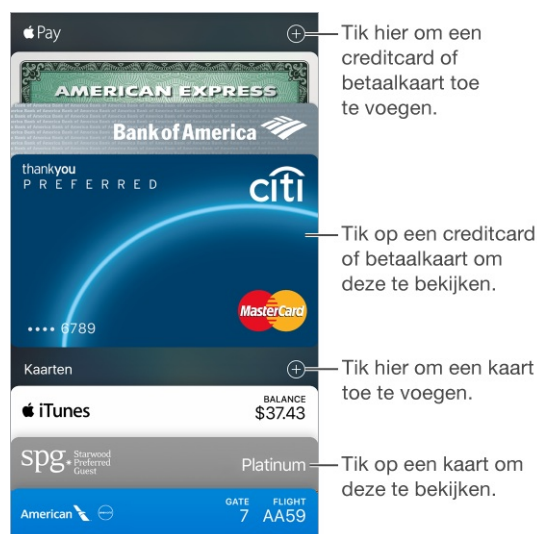 Pay
Tik hier om een
creditcard of
betaalkaart toe
te voegen.
AMERICAN EXPRESS
Bank of America
thankyou
PREFERRED
citi
Tik op een creditcard
of betaalkaart om
deze te bekijken.
MasterCard
•••• 6789
Kaarten
Tik hier om een kaart
toe te voegen.
iTunes
BALANCE
$37.43
spg Starwood
Preferred
Guest
Platinum
Tik op een kaart om
deze te bekijken.
American
GATE FLIGHT
7 AA59